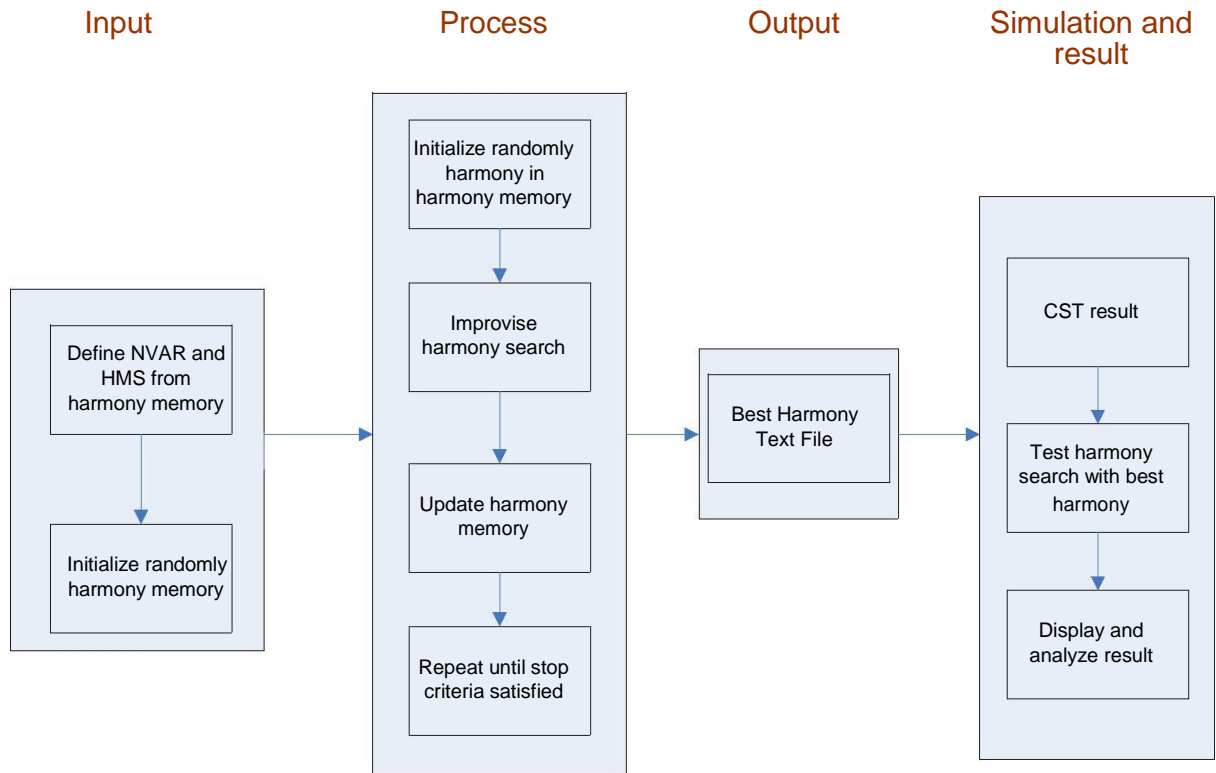 Input
Define NVAR and
HMS from
harmony memory
Initialize randomly
harmony memory
Process
Initialize randomly
harmony in
harmony memory
Improvise
harmony search
Update harmony
memory
Repeat until stop
criteria satisfied
Output
Best Harmony
Text File
Simulation and
result
CST result
Test harmony
search with best
harmony
Display and
analyze result